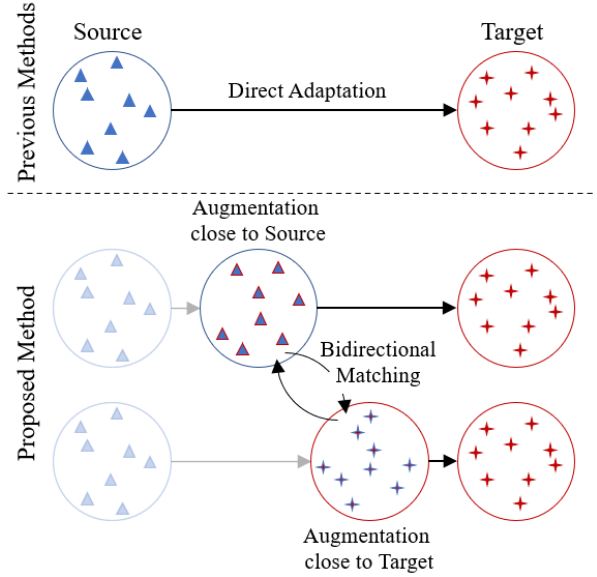 Source
Target
Previous Methods
Direct Adaptation
Augmentation
close to Source
Proposed Method
Bidirectional
Matching
Augmentation
close to Target